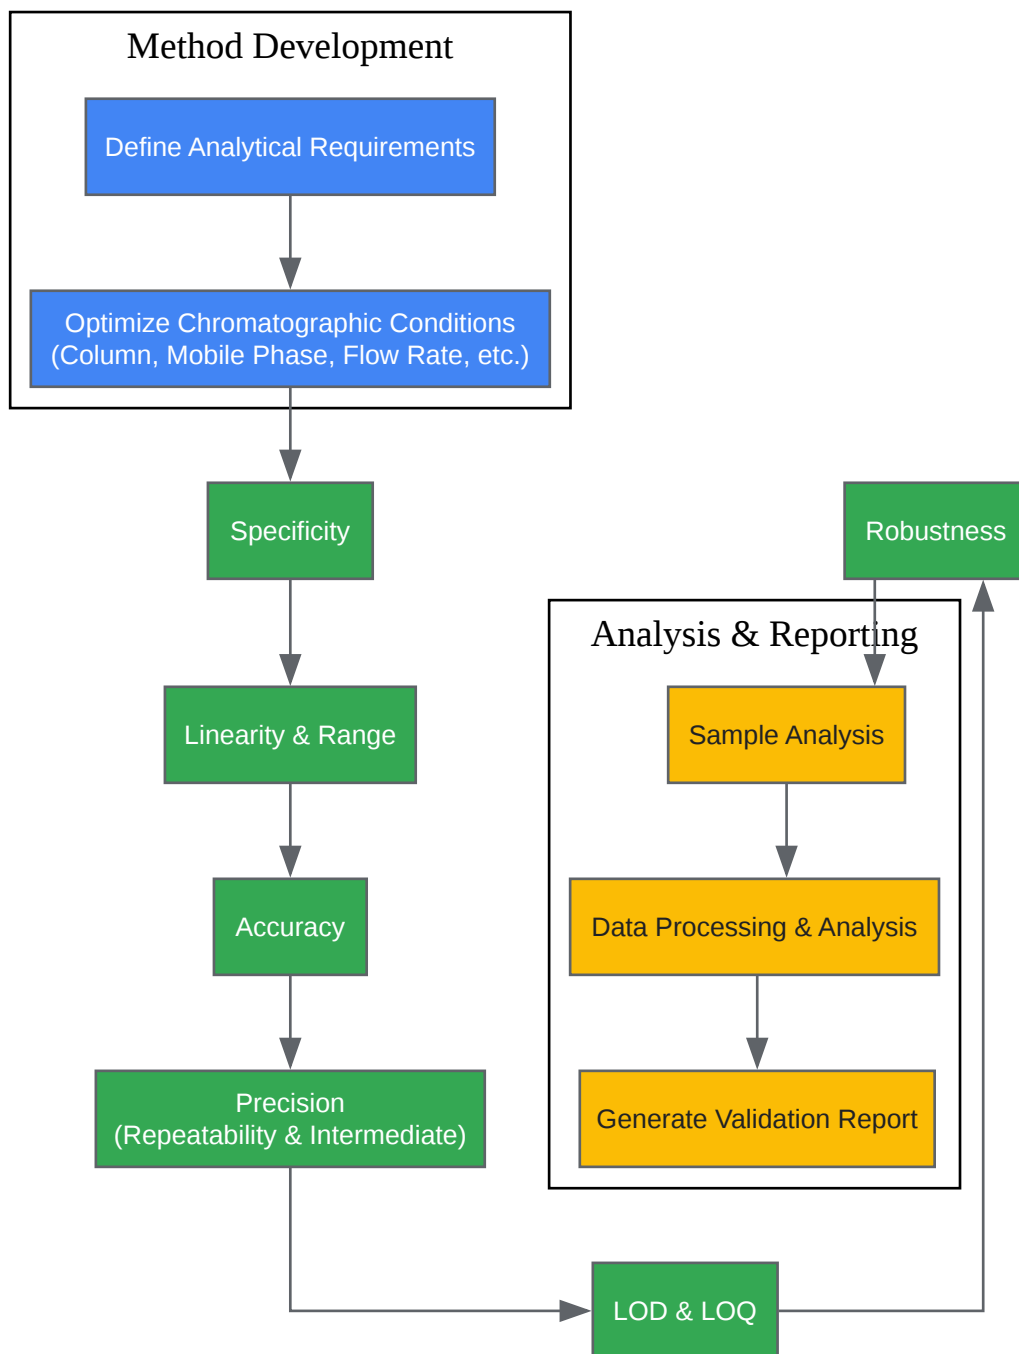 Method Development
Define Analytical Requirements
Optimize Chromatographic Conditions
(Column, Mobile Phase, Flow Rate, etc.)
Specificity
Linearity & Range
Accuracy
Precision
(Repeatability & Intermediate)
LOD & LOQ
Robustness
Analysis & Reporting
Sample Analysis
Data Processing & Analysis
Generate Validation Report